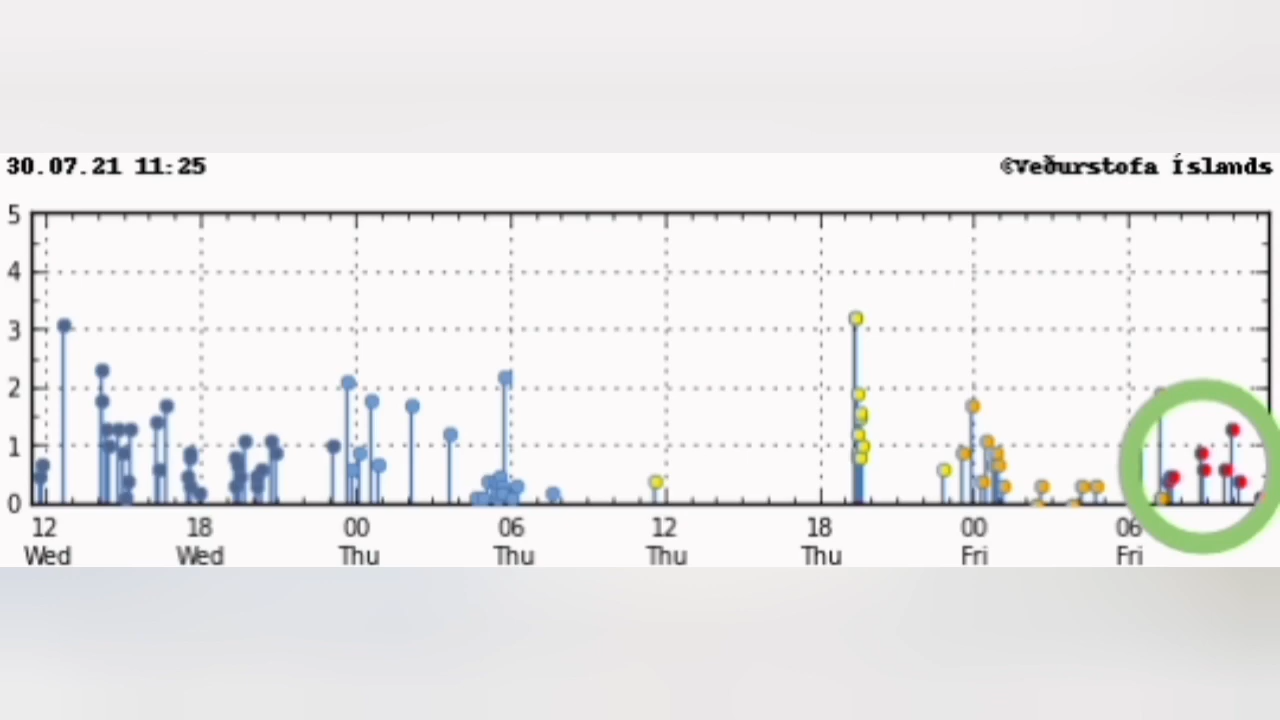 30.07.21 11:25
©Veðurstofa Íslands
5
4
3
2
1
0
12 18 00 06 12 18 00 06
Wed Wed Thu Thu Thu Thu Fri Fri